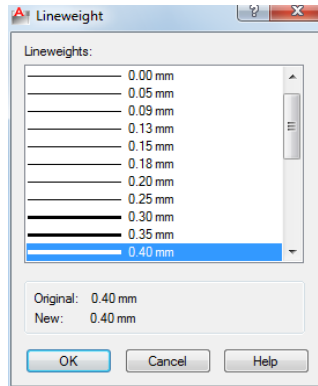 Lineweight
Lineweights:
0.00 mm
0.05 mm
0.09 mm
0.13 mm
0.15 mm
0.18 mm
0.20 mm
0.25 mm
0.30 mm
0.35 mm
0.40 mm
Original: 0.40 mm
New: 0.40 mm
OK Cancel Help